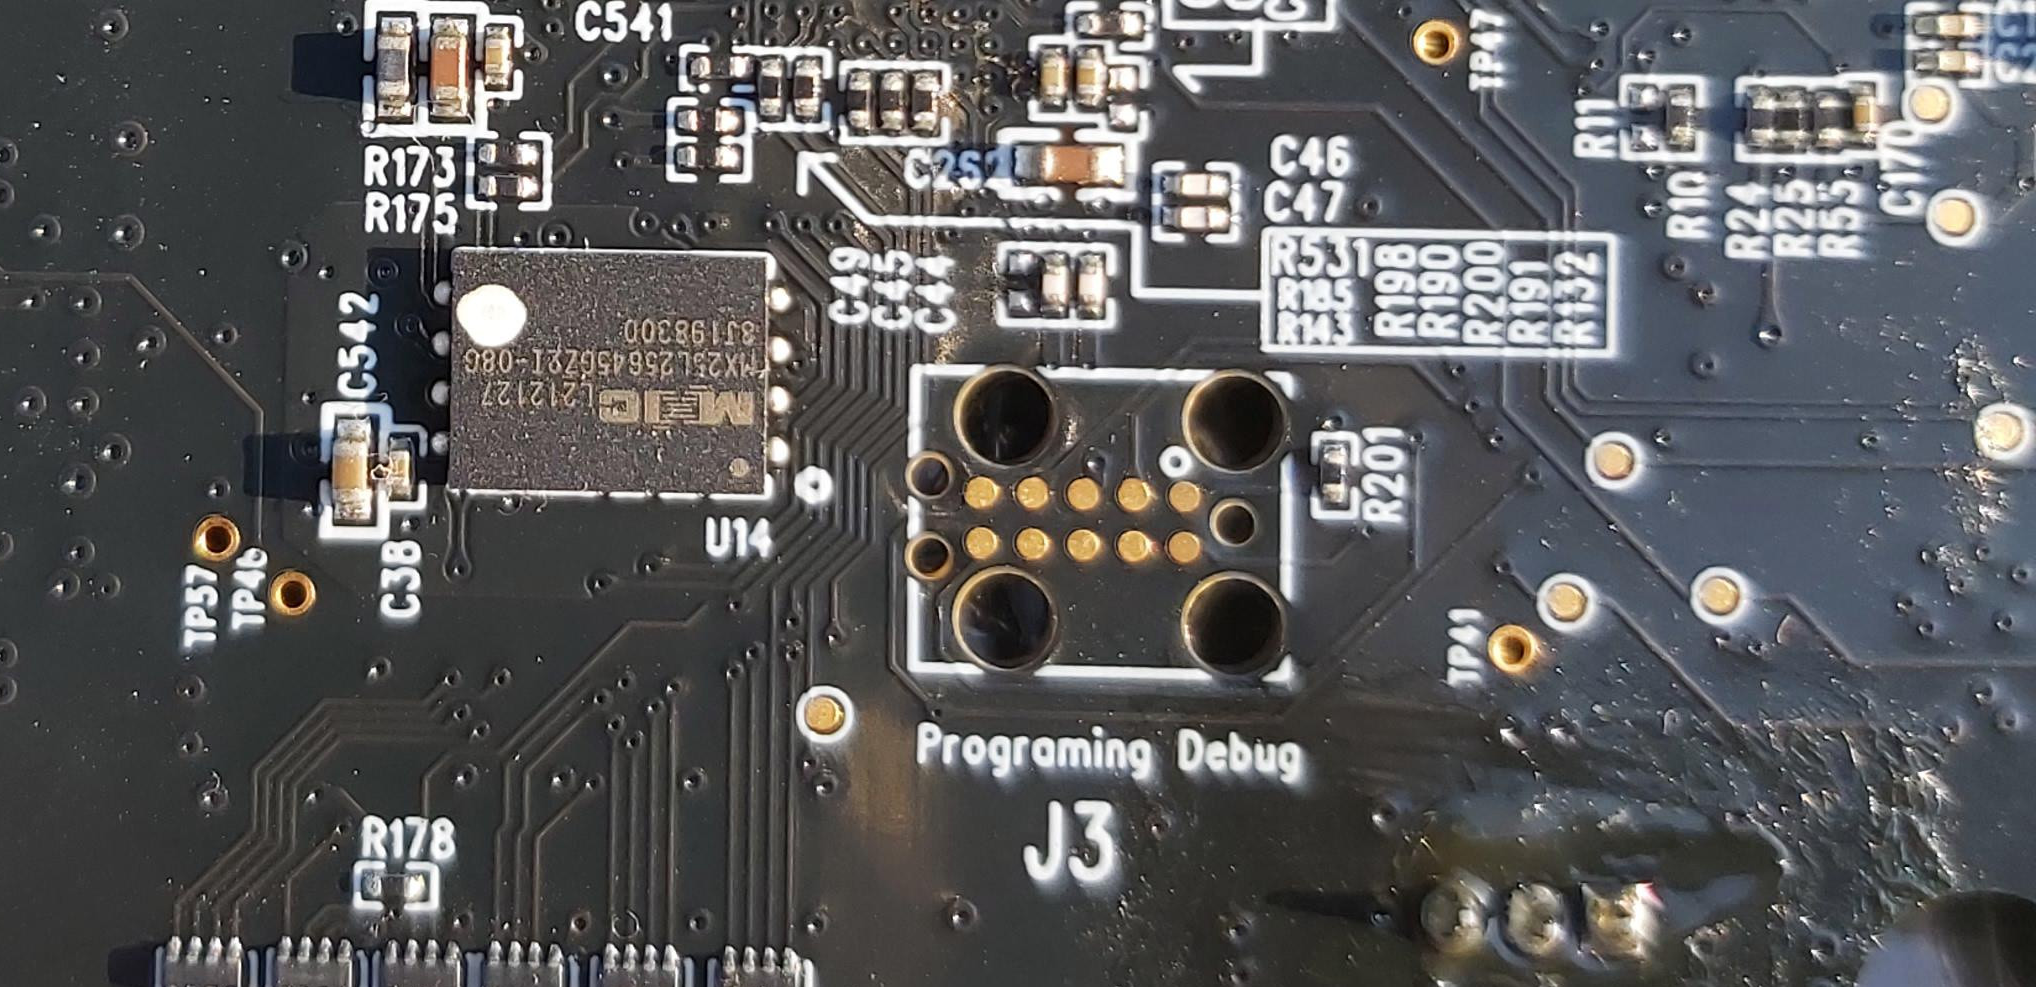 C541
TP47
R173
R175
C262
C46
C47
R11
R10
R24
R25
R53
C170
C49
C45
C44
R531
R185
R143
R198
R190
R200
R191
R132
C542
MXIC
L212127
MX25L25645GZ2I-08G
3J198300
U14
R201
TP57
TP46
C38
TP41
Programing Debug
J3
R178